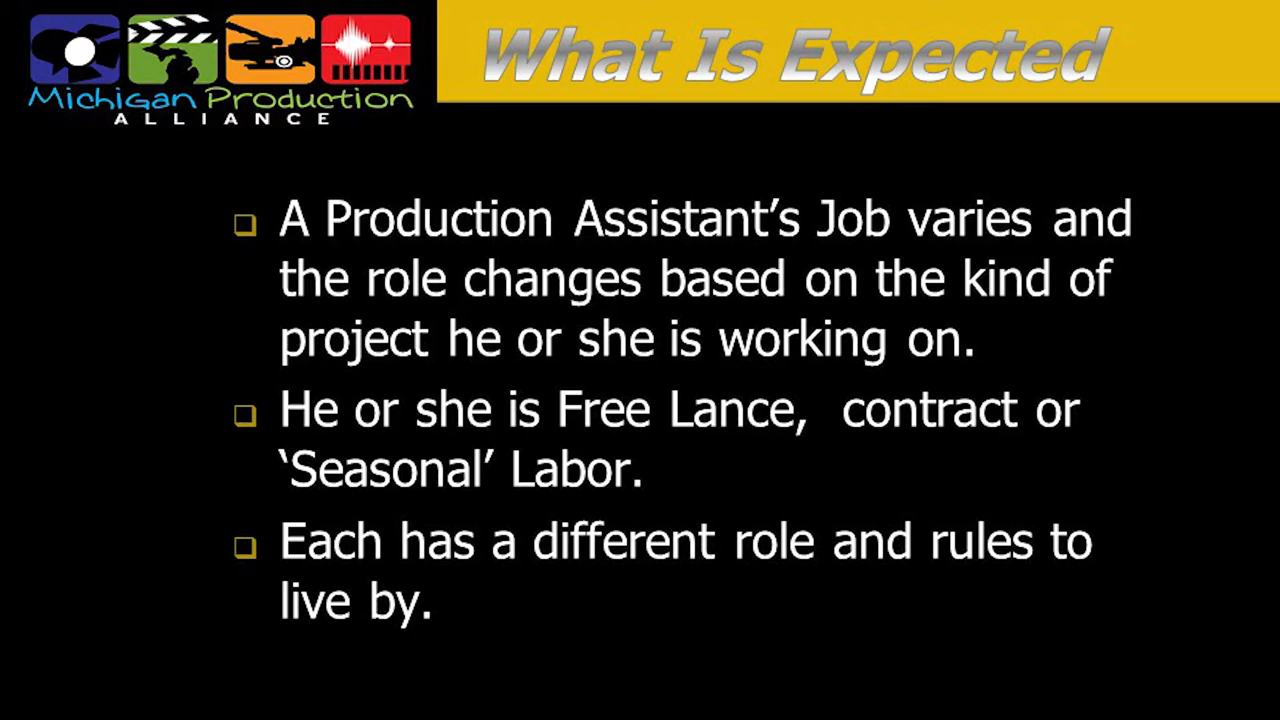 What Is Expected
Michigan Production
ALLIANCE
A Production Assistant’s Job varies and
the role changes based on the kind of
project he or she is working on.
He or she is Free Lance,  contract or
‘Seasonal’ Labor.
Each has a different role and rules to
live by.